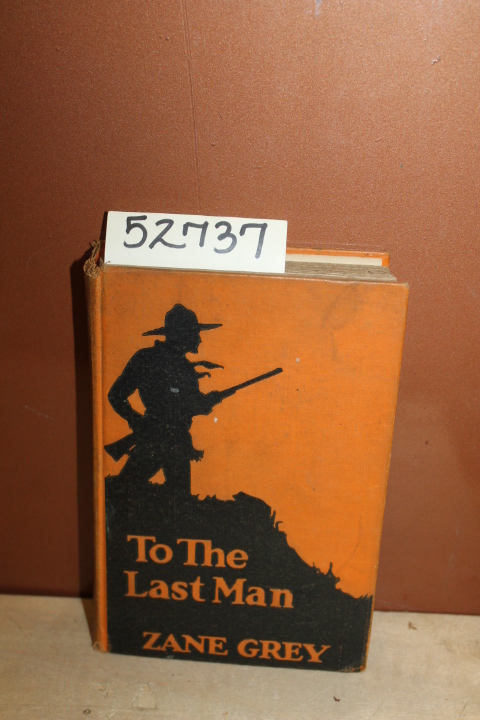 52737
To The
Last Man
ZANE GREY